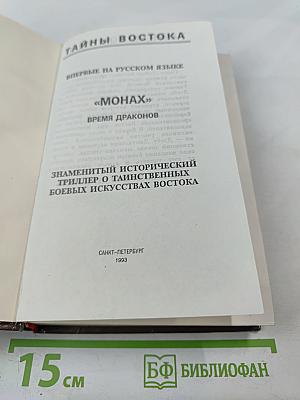 ТАЙНЫ ВОСТОКА
ВПЕРВЫЕ НА РУССКОМ ЯЗЫКЕ
«МОНАХ»
ВРЕМЯ ДРАКОНОВ
ЗНАМЕНИТЫЙ ИСТОРИЧЕСКИЙ
ТРИЛЛЕР О ТАИНСТВЕННЫХ
БОЕВЫХ ИСКУССТВАХ ВОСТОКА
САНКТ-ПЕТЕРБУРГ
1993
15 см
БФ БИБЛИОФАН